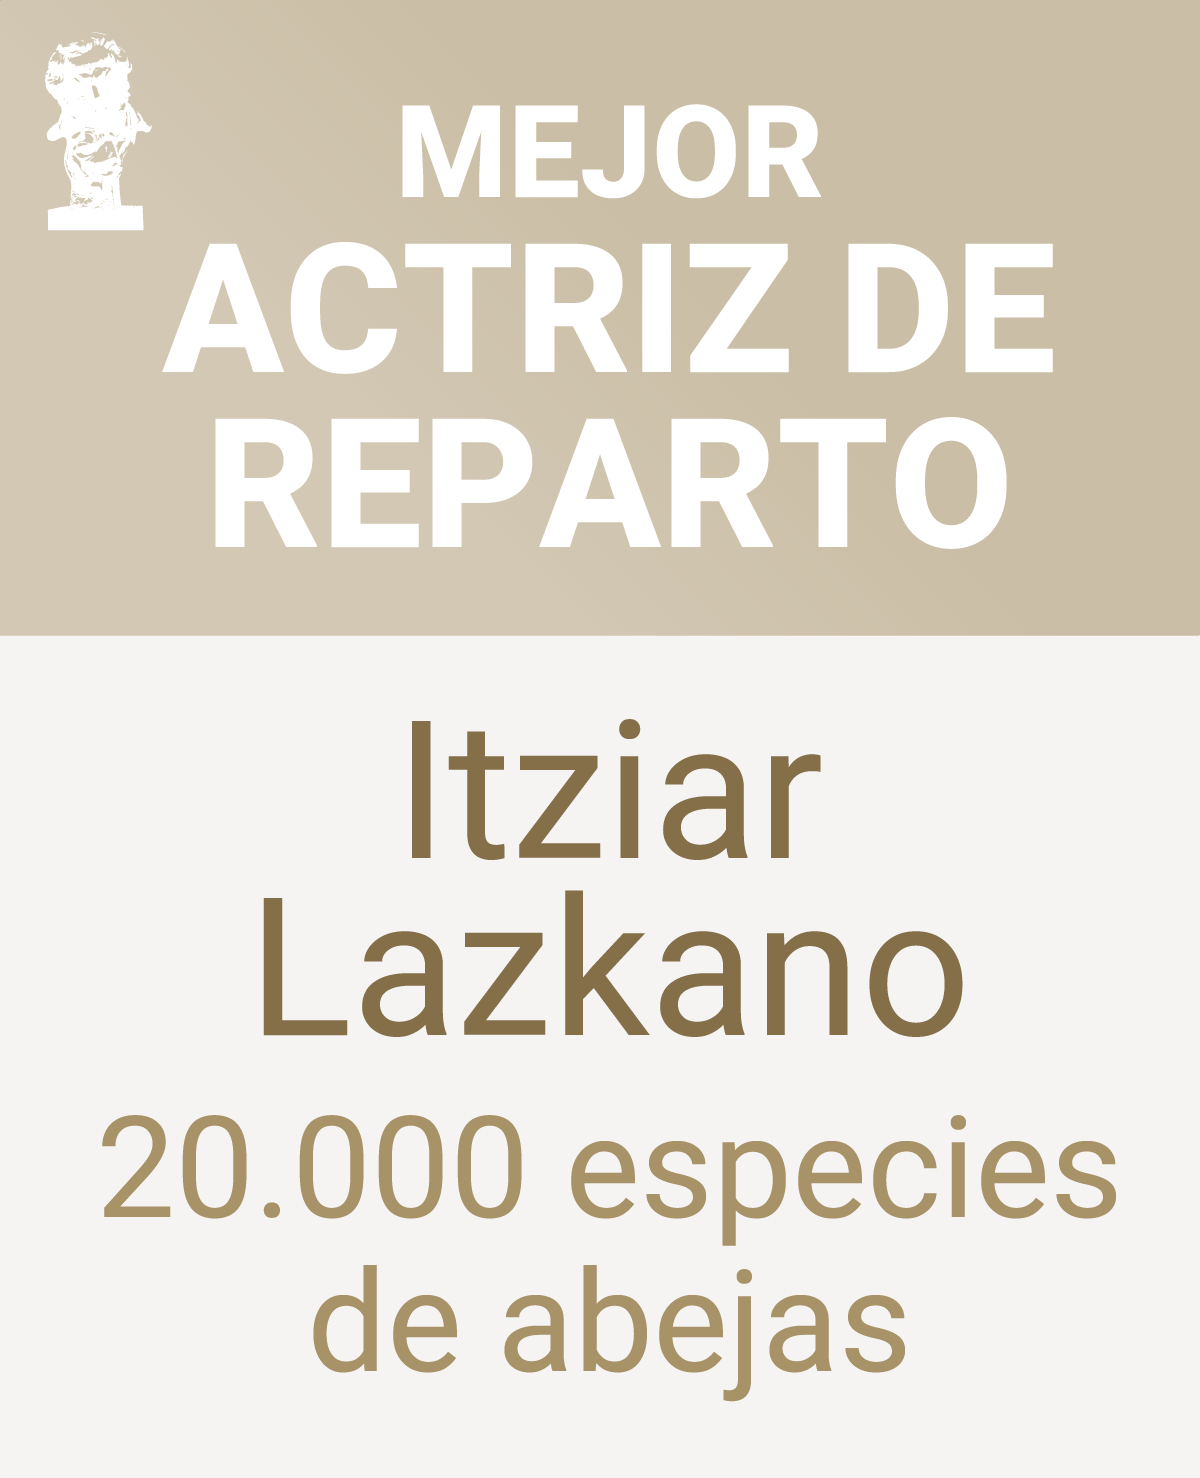 MEJOR
ACTRIZ DE
REPARTO
Itziar
Lazkano
20.000 especies
de abejas